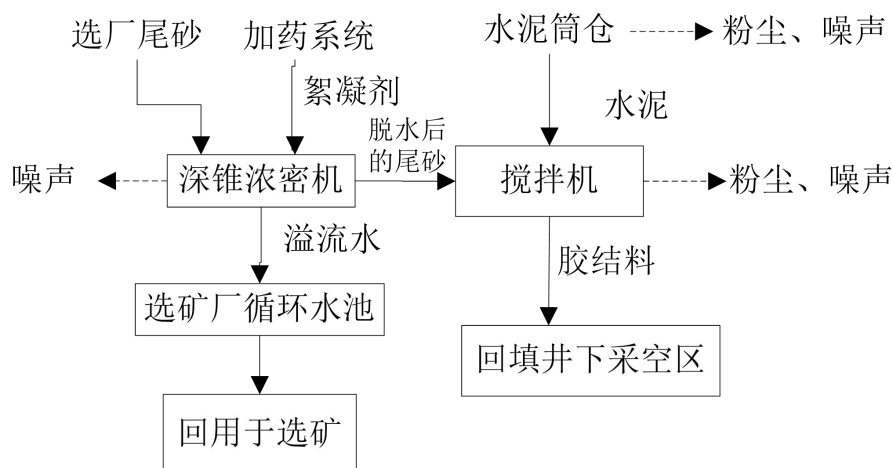 选厂尾砂
加药系统
水泥筒仓
粉尘、噪声
絮凝剂
水泥
脱水后
的尾砂
噪声
深锥浓密机
搅拌机
粉尘、噪声
溢流水
胶结料
选矿厂循环水池
回填井下采空区
回用于选矿